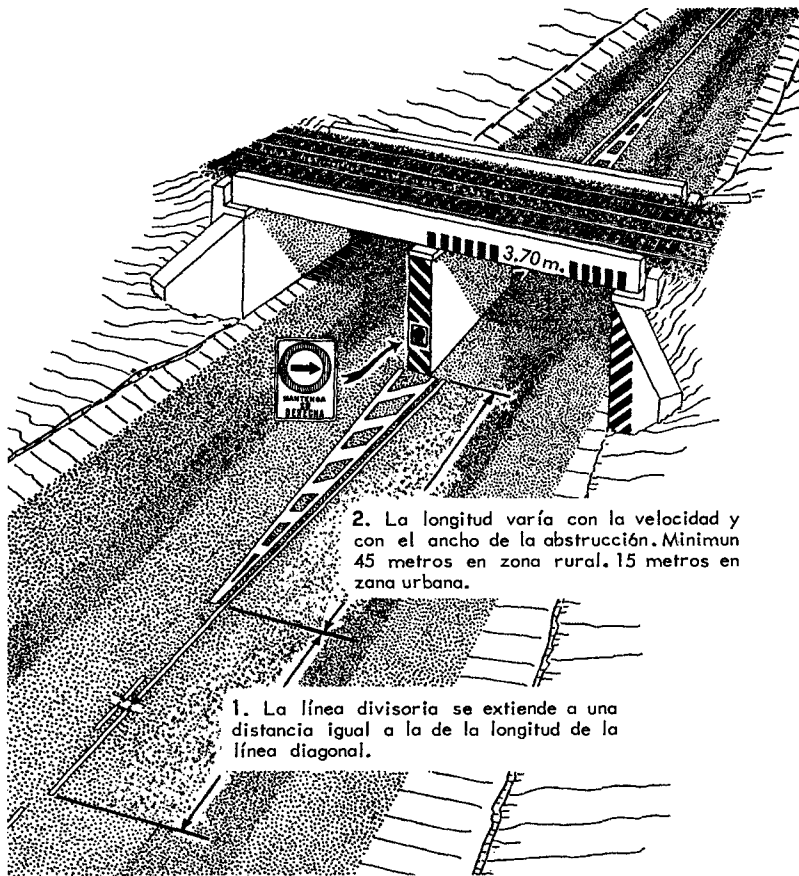 3.70 m.
MANTENGA
SU
DERECHA
2. La longitud varía con la velocidad y
con el ancho de la abstrucción. Minimun
45 metros en zona rural. 15 metros en
zana urbana.
1. La línea divisoria se extiende a una
distancia igual a la de la longitud de la
línea diagonal.